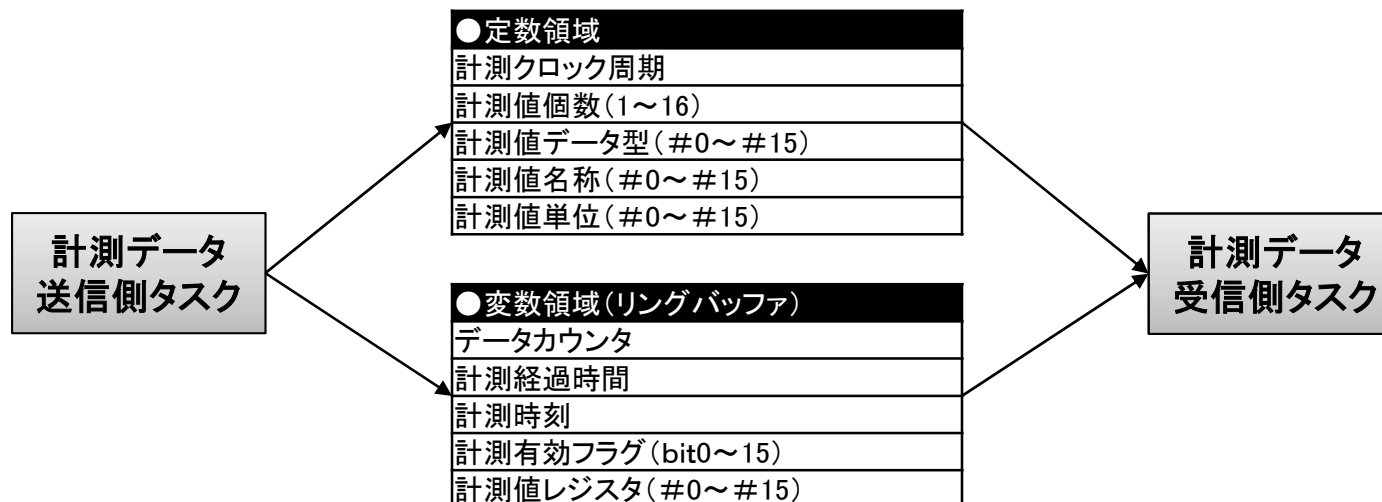 ●定数領域
計測クロック周期
計測値個数(1～16)
計測値データ型(#0～#15)
計測値名称(#0～#15)
計測値単位(#0～#15)
計測データ
送信側タスク
計測データ
受信側タスク
●変数領域(リングバッファ)
データカウンタ
計測経過時間
計測時刻
計測有効フラグ(bit0～15)
計測値レジスタ(#0～#15)